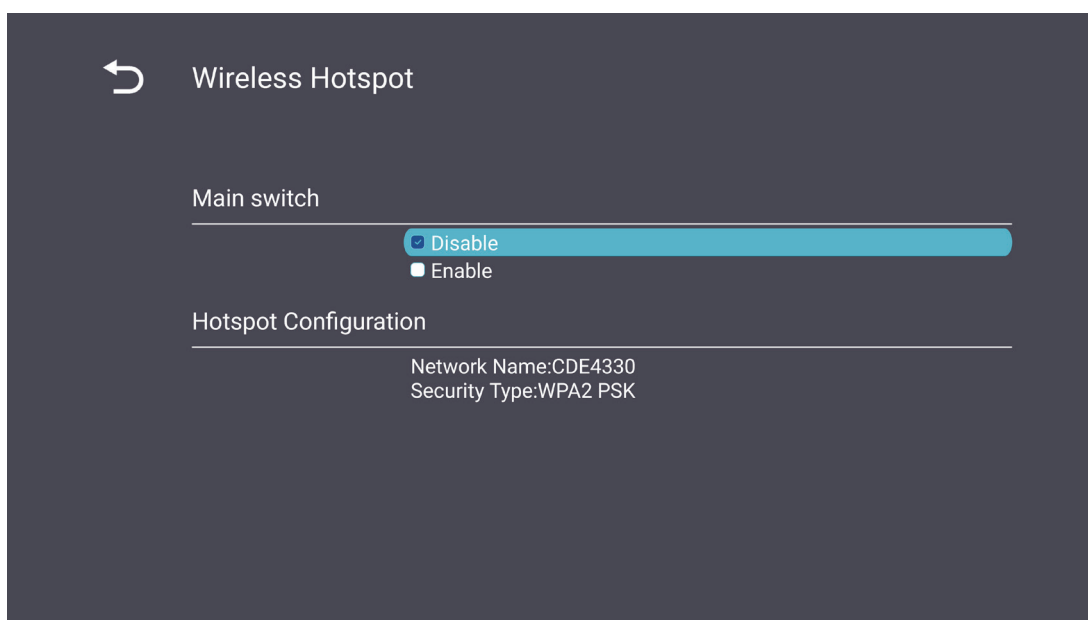 Wireless Hotspot
Main switch
Disable
Enable
Hotspot Configuration
Network Name:CDE4330
Security Type:WPA2 PSK